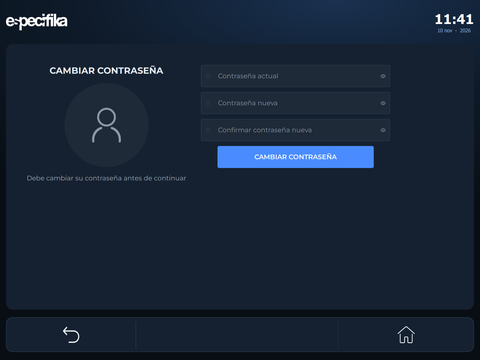 e-specifika
11:41
10 nov - 2026
CAMBIAR CONTRASEÑA
Debe cambiar su contraseña antes de continuar
Contraseña actual
Contraseña nueva
Confirmar contraseña nueva
CAMBIAR CONTRASEÑA